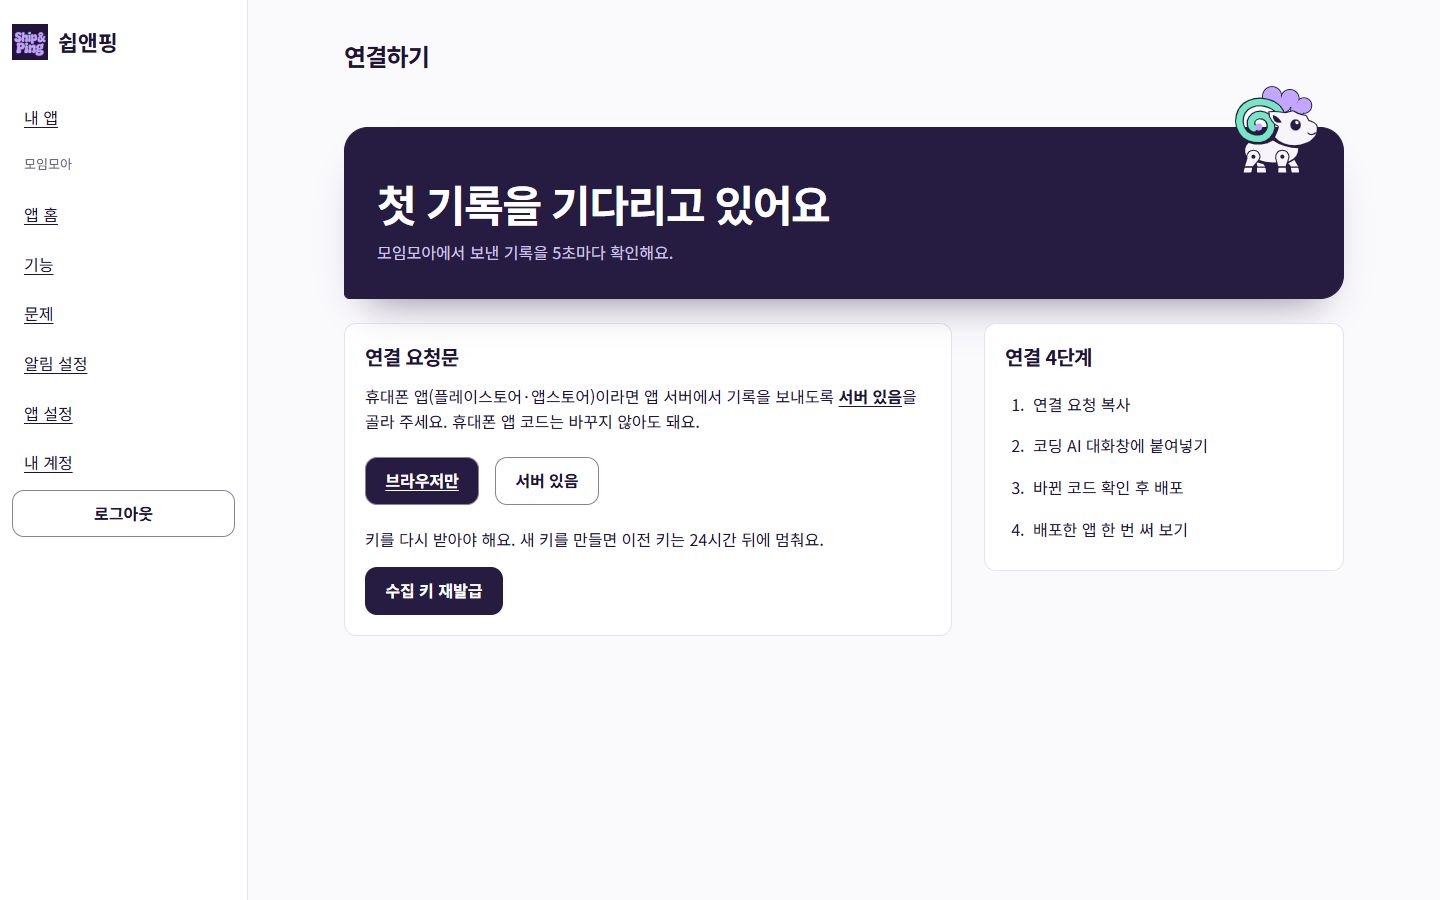 Ship&
Ping
쉽앤핑
내 앱
모임모아
앱 홈
기능
문제
알림 설정
앱 설정
내 계정
로그아웃
연결하기
첫 기록을 기다리고 있어요
모임모아에서 보낸 기록을 5초마다 확인해요.
연결 요청문
휴대폰 앱(플레이스토어·앱스토어)이라면 앱 서버에서 기록을 보내도록 서버 있음을
골라 주세요. 휴대폰 앱 코드는 바꾸지 않아도 돼요.
브라우저만
서버 있음
키를 다시 받아야 해요. 새 키를 만들면 이전 키는 24시간 뒤에 멈춰요.
수집 키 재발급
연결 4단계
1. 연결 요청 복사
2. 코딩 AI 대화창에 붙여넣기
3. 바뀐 코드 확인 후 배포
4. 배포한 앱 한 번 써 보기